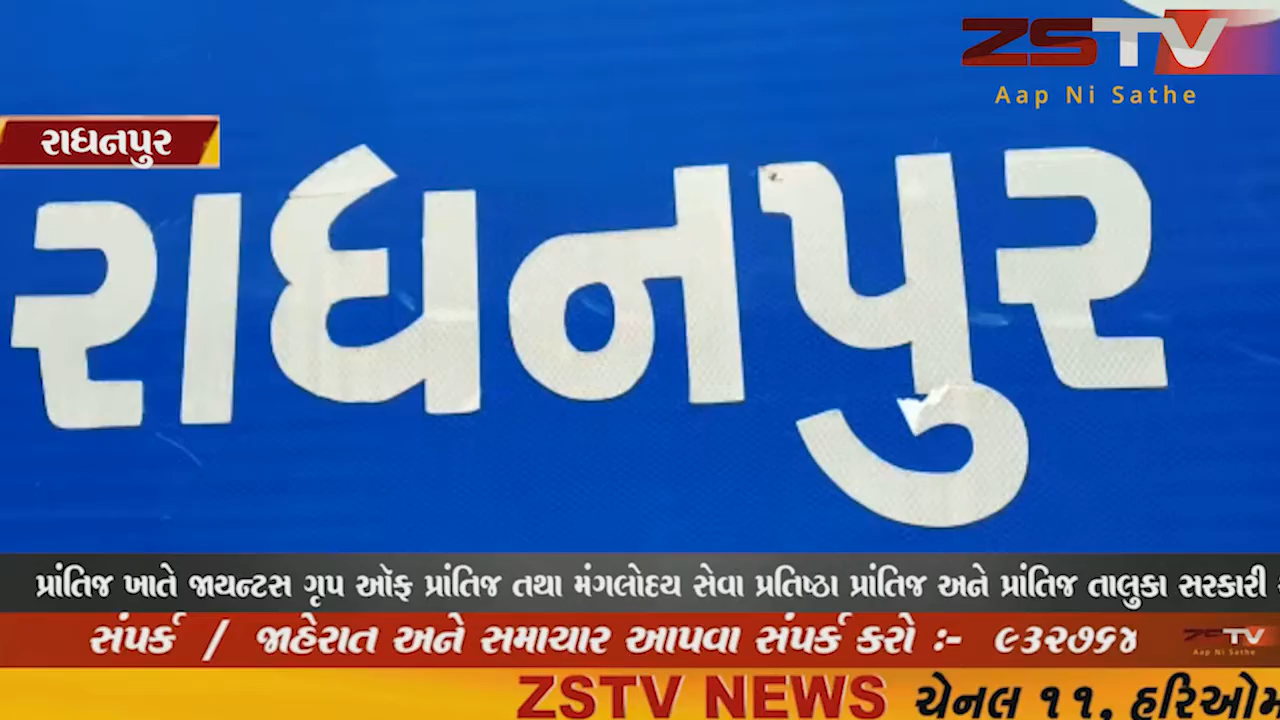 ZSTV
Aap Ni Sathe
રાધનપુર
રાધનપુર
પ્રાંતિજ ખાતે જાયન્ટસ ગૃપ ઑફ પ્રાંતિજ તથા મંગલોદય સેવા પ્રતિષ્ઠા પ્રાંતિજ અને પ્રાંતિજ તાલુકા સરકારી
સંપર્ક / જાહેરાત અને સમાચાર આપવા સંપર્ક કરો :- ૯૩૨૭૬૪
ZSTV
Aap Ni Sathe
ZSTV NEWS ચેનલ ૧૧, હરિઓમ